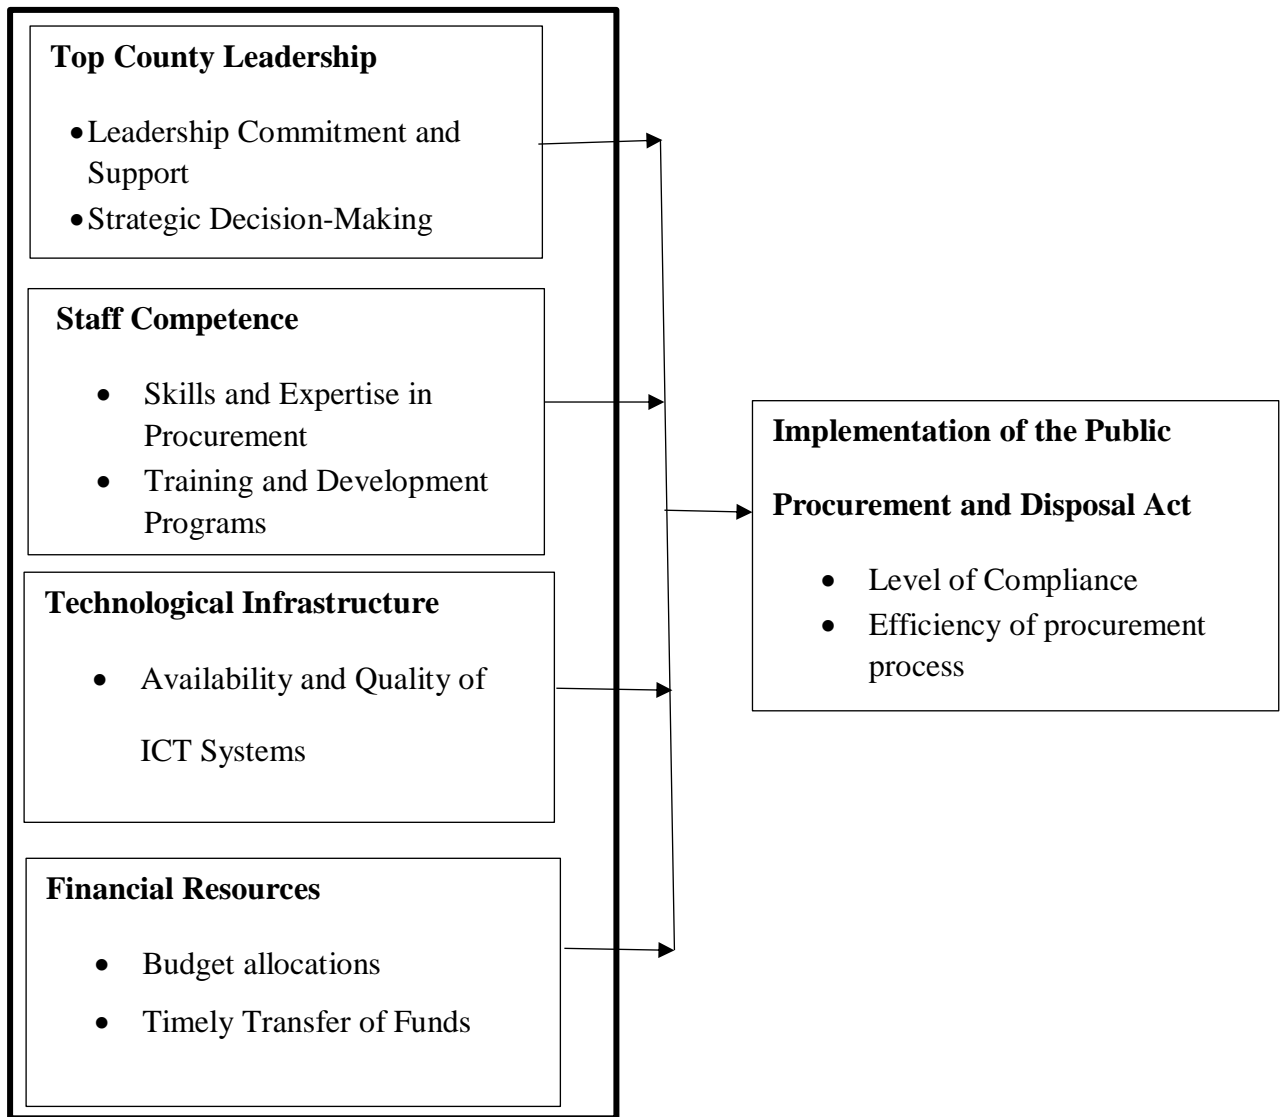 Top County Leadership
•Leadership Commitment and
Support
•Strategic Decision-Making
Staff Competence
• Skills and Expertise in
Procurement
• Training and Development
Programs
Technological Infrastructure
• Availability and Quality of
ICT Systems
Financial Resources
• Budget allocations
• Timely Transfer of Funds
Implementation of the Public
Procurement and Disposal Act
• Level of Compliance
• Efficiency of procurement
process